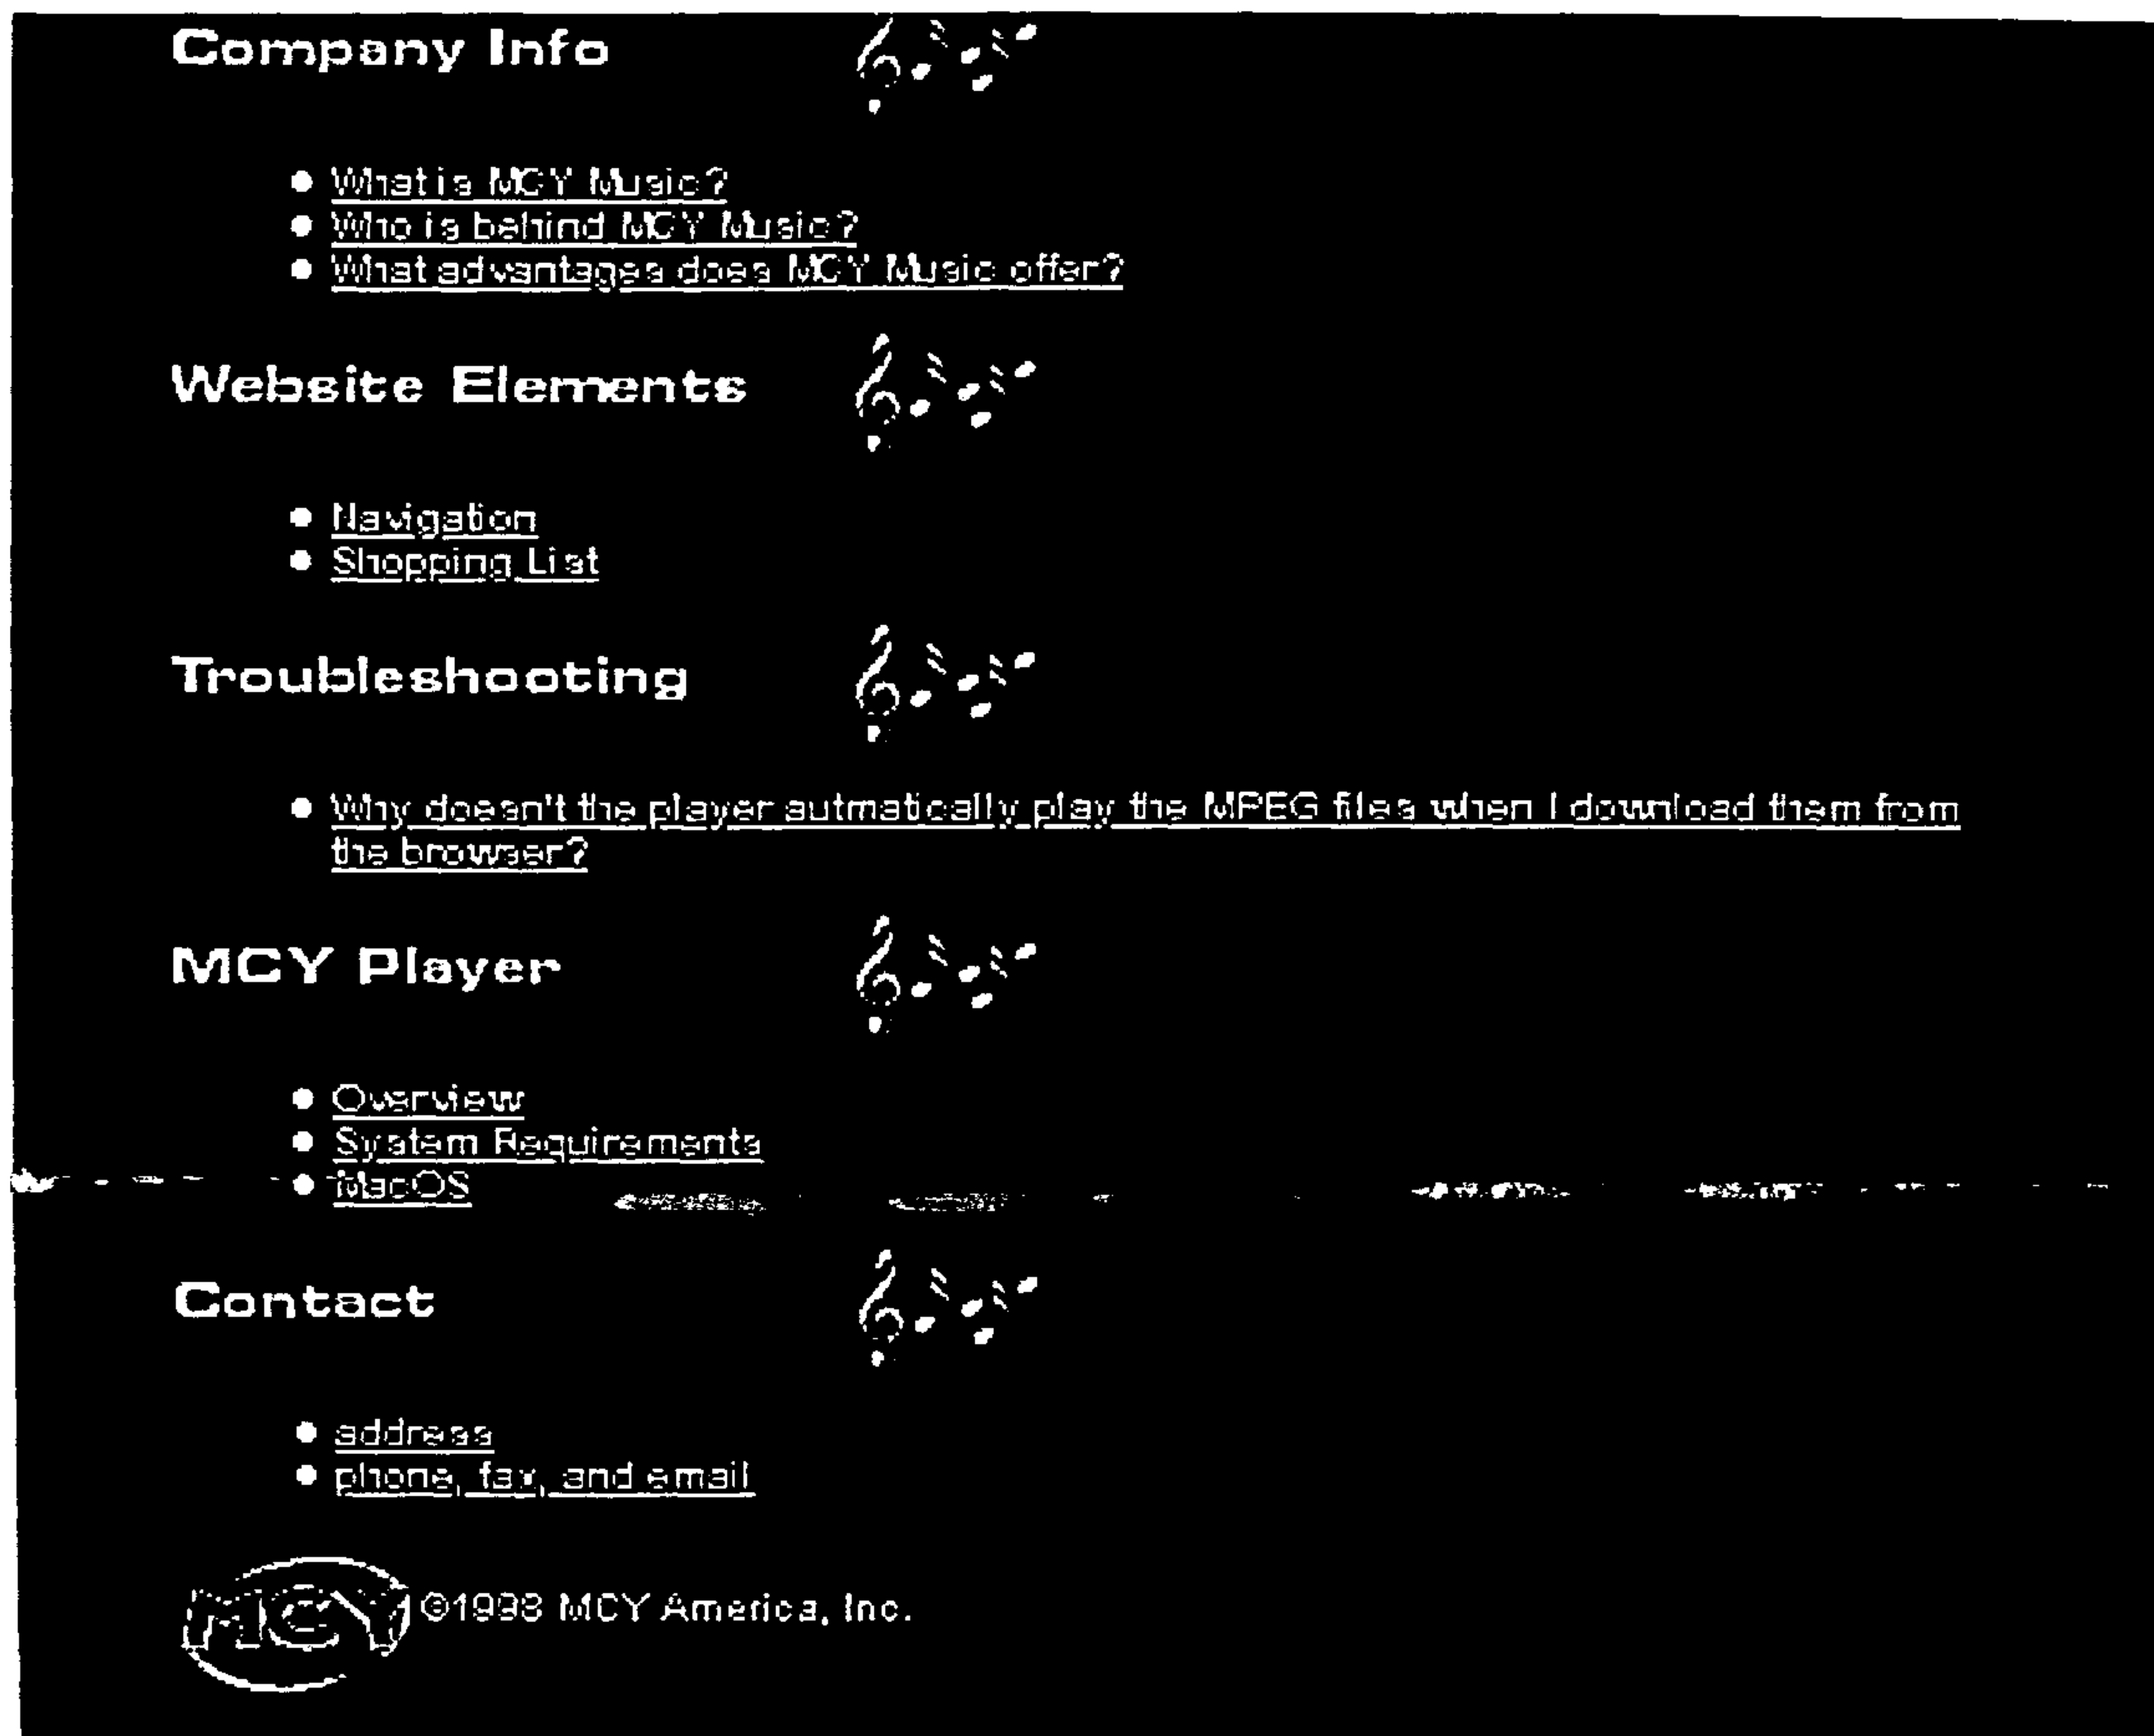 Company Info
• What is MCY Music?
• Who is behind MCY Music?
• What advantages does MCY Music offer?
Website Elements
• Navigation
• Shopping List
Troubleshooting
• Why doesn't the player autmatically play the MPEG files when I download them from
the browser?
MCY Player
• Overview
• System Requirements
• MacOS
Contact
• address
• phone, fax, and email
MCY ©1998 MCY America, Inc.